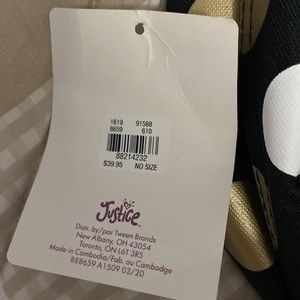 1619 91568
8659 610
88214232
$39.95 NO SIZE
Justice
Distr. by/par Tween Brands
New Albany, OH 43054
Toronto, ON L6T 3R5
Made in Cambodia/Fab. au Cambodge
888659 A1509 03/20